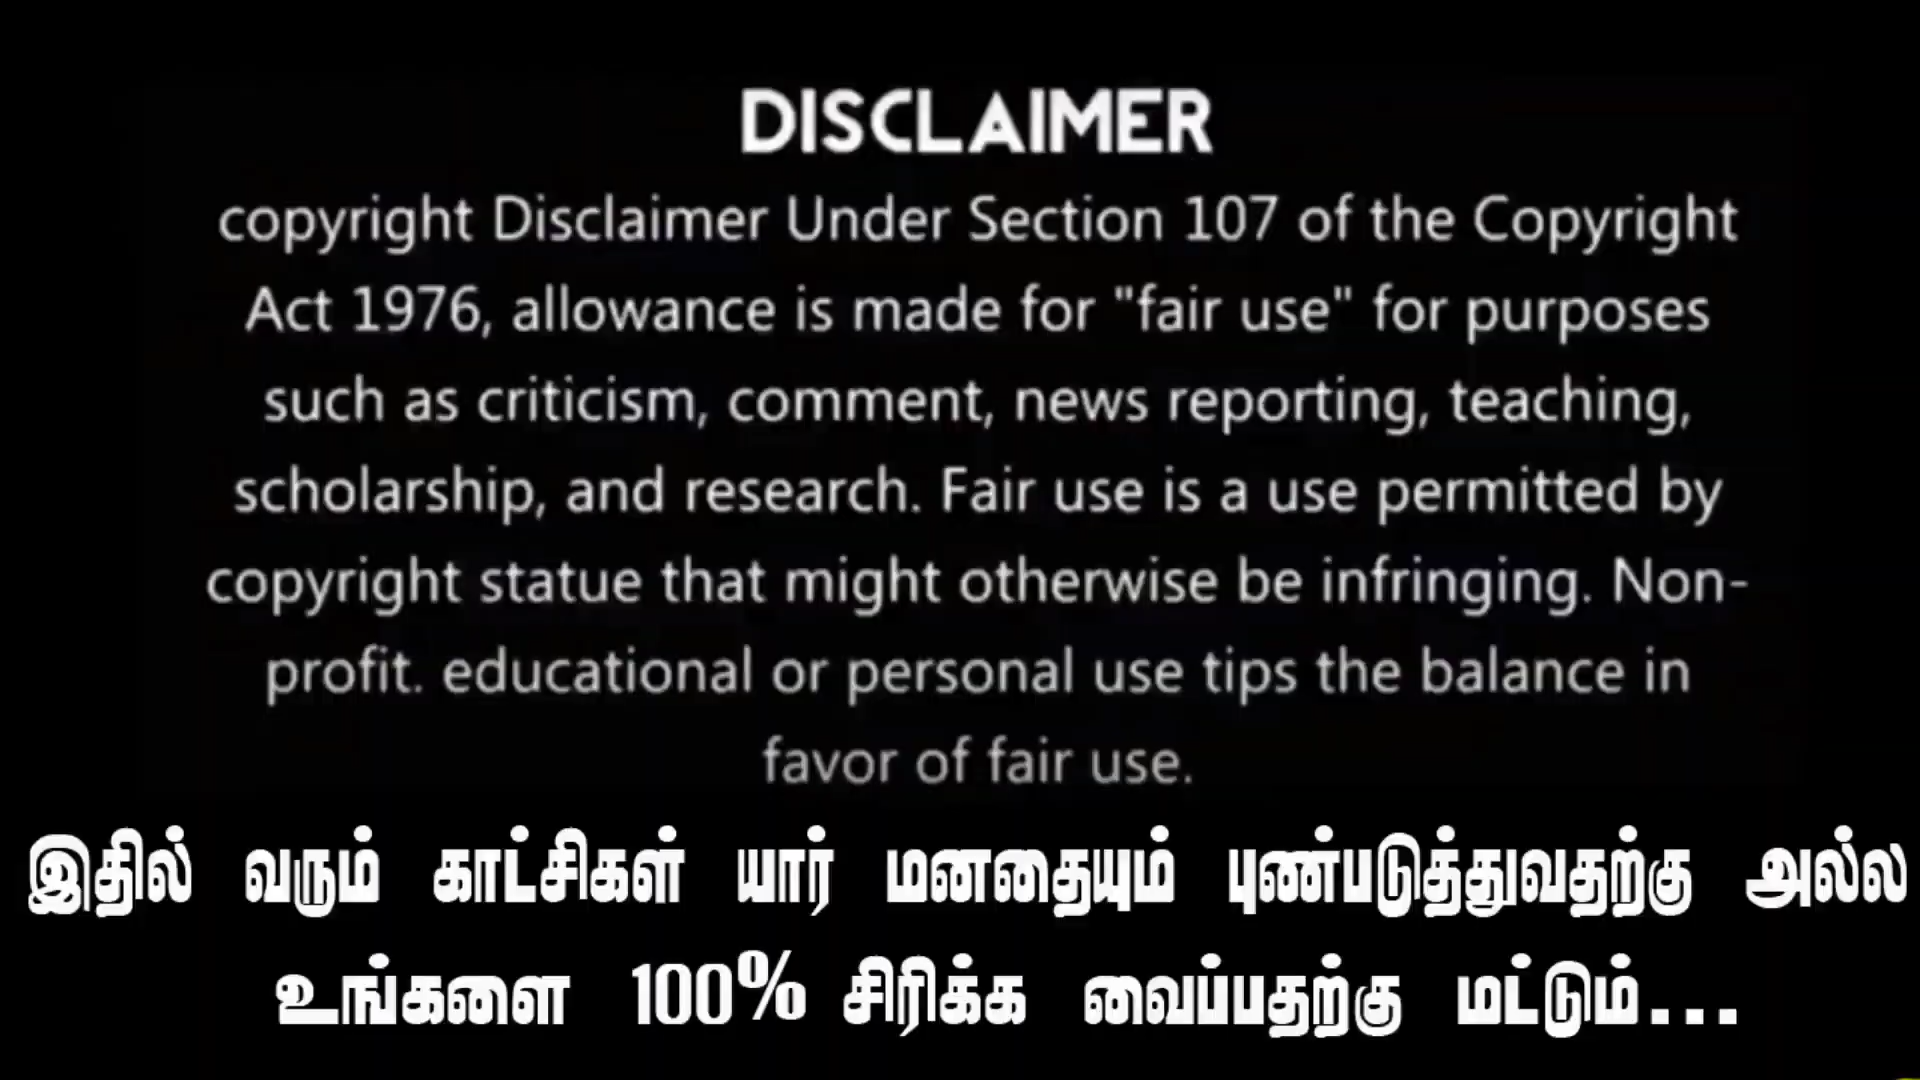 DISCLAIMER
copyright Disclaimer Under Section 107 of the Copyright
Act 1976, allowance is made for "fair use" for purposes
such as criticism, comment, news reporting, teaching,
scholarship, and research. Fair use is a use permitted by
copyright statue that might otherwise be infringing. Non-
profit. educational or personal use tips the balance in
favor of fair use.
இதில் வரும் காட்சிகள் யார் மனதையும் புண்படுத்துவதற்கு அல்ல
உங்களை 100% சிரிக்க வைப்பதற்கு மட்டும்...